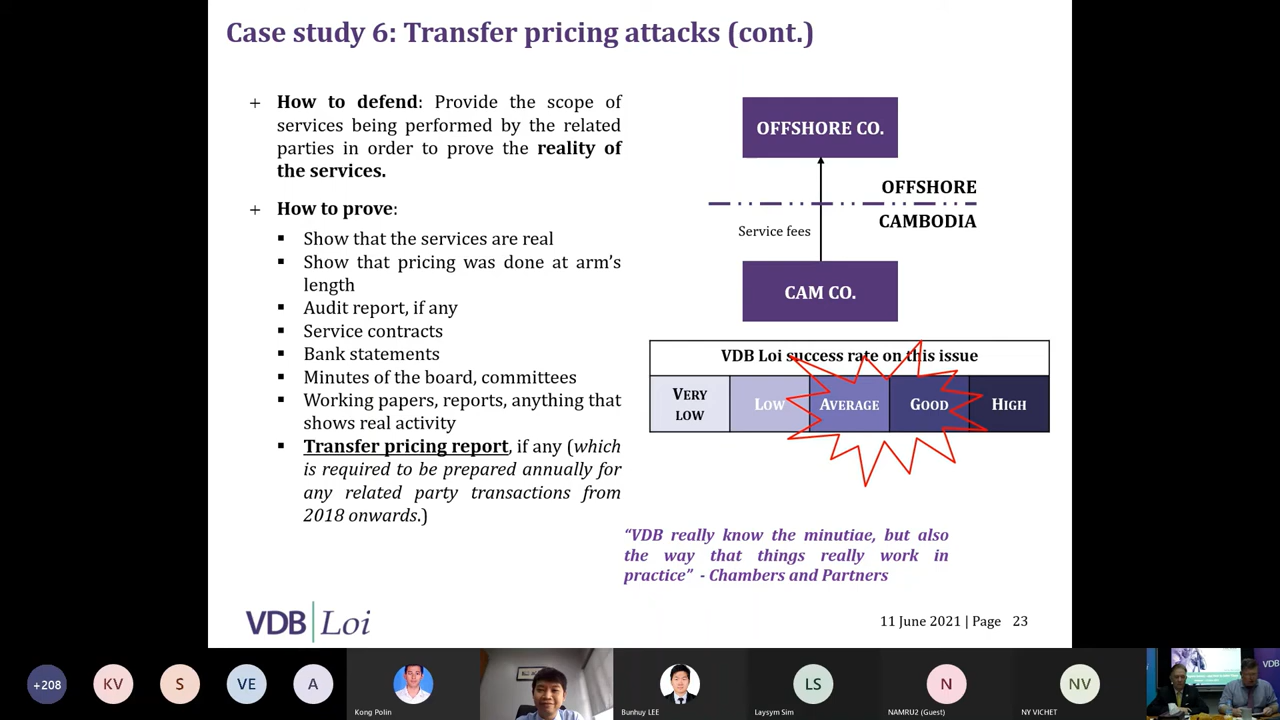 Case study 6: Transfer pricing attacks (cont.)
+ How to defend: Provide the scope of
services being performed by the related
parties in order to prove the reality of
the services.
+ How to prove:
▪ Show that the services are real
▪ Show that pricing was done at arm's
length
▪ Audit report, if any
▪ Service contracts
▪ Bank statements
▪ Minutes of the board, committees
▪ Working papers, reports, anything that
shows real activity
▪ Transfer pricing report, if any (which
is required to be prepared annually for
any related party transactions from
2018 onwards.)
OFFSHORE CO.
OFFSHORE
CAMBODIA
Service fees
CAM CO.
VDB Loi success rate on this issue
VERY
LOW
LOW
AVERAGE
GOOD
HIGH
“VDB really know the minutiae, but also
the way that things really work in
practice” - Chambers and Partners
VDB Loi
11 June 2021 | Page 23
+208
KV
S
VE
A
Kong Polin
Bunhuy LEE
LS
Laysym Sim
N
NAMRU2 (Guest)
NV
NY VICHET
VDB